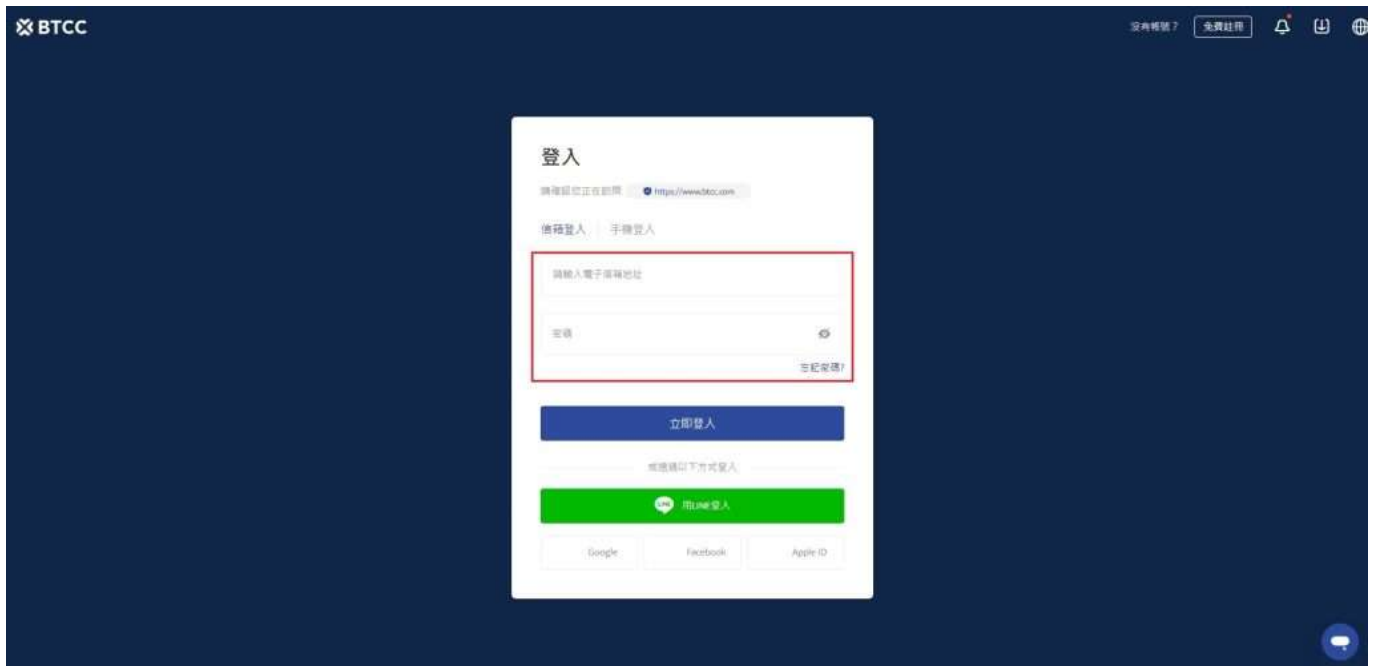 BTCC
沒有帳號？ 免費註冊
登入
請確認您正在訪問 https://www.btcc.com
信箱登入 手機登入
請輸入電子信箱地址
密碼
忘記密碼?
立即登入
或透過以下方式登入
LINE 用LINE登入
Google Facebook Apple ID